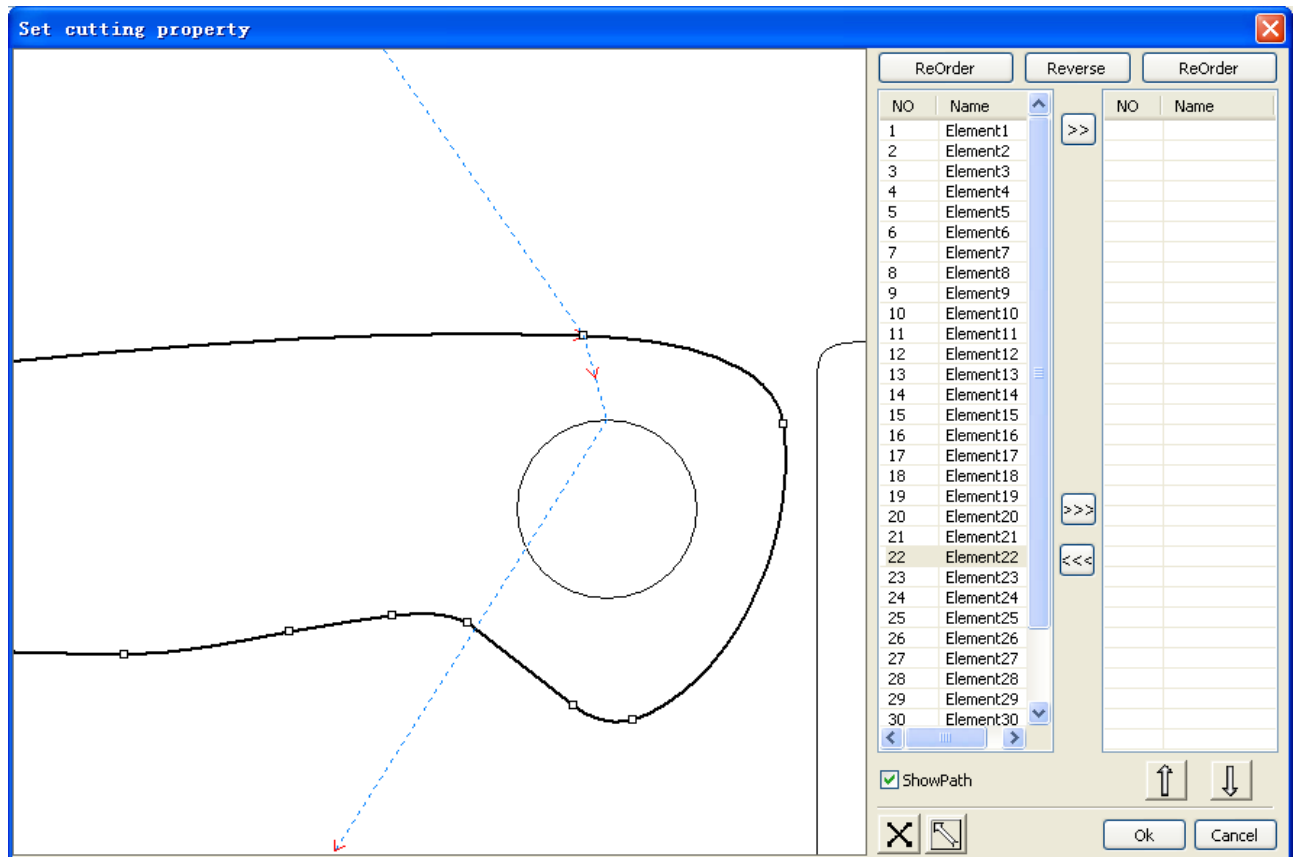 Set cutting property
ReOrder Reverse ReOrder
NO Name >> NO Name
1 Element1
2 Element2
3 Element3
4 Element4
5 Element5
6 Element6
7 Element7
8 Element8
9 Element9
10 Element10
11 Element11
12 Element12
13 Element13
14 Element14
15 Element15
16 Element16
17 Element17
18 Element18
19 Element19
20 Element20 >>>
21 Element21
22 Element22 <<<
23 Element23
24 Element24
25 Element25
26 Element26
27 Element27
28 Element28
29 Element29
30 Element30
ShowPath
Ok Cancel